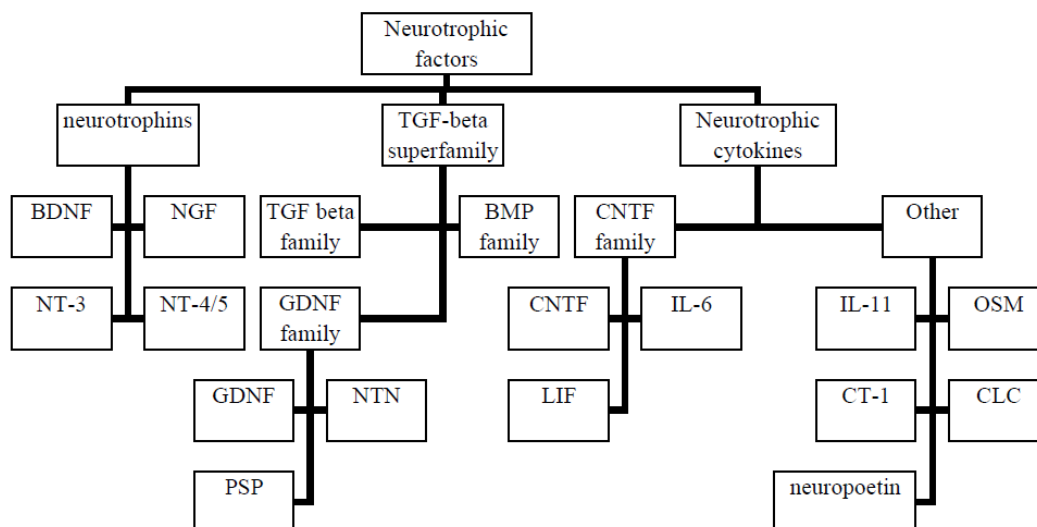 Neurotrophic
factors
neurotrophins
TGF-beta
superfamily
Neurotrophic
cytokines
BDNF
NGF
TGF beta
family
BMP
family
CNTF
family
Other
NT-3
NT-4/5
GDNF
family
CNTF
IL-6
IL-11
OSM
GDNF
NTN
LIF
CT-1
CLC
PSP
neuropoetin